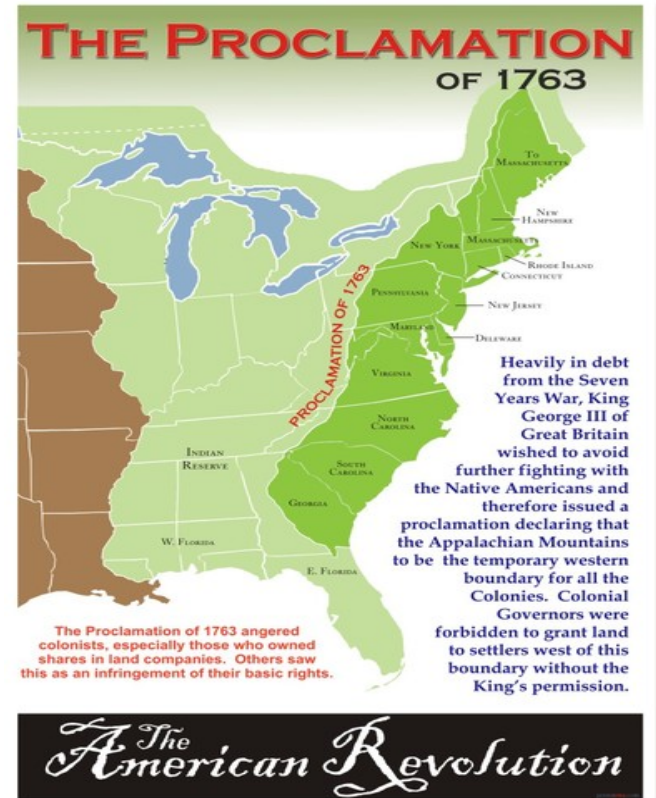 THE PROCLAMATION
OF 1763
TO
MASSACHUSETTS
NEW
HAMPSHIRE
NEW YORK
MASSACHUSETTS
RHODE ISLAND
CONNECTICUT
PENNSYLVANIA
NEW JERSEY
MARYLAND
DELEWARE
VIRGINIA
PROCLAMATION OF 1763
NORTH
CAROLINA
INDIAN
RESERVE
SOUTH
CAROLINA
GEORGIA
W. FLORIDA
E. FLORIDA
Heavily in debt
from the Seven
Years War, King
George III of
Great Britain
wished to avoid
further fighting with
the Native Americans and
therefore issued a
proclamation declaring that
the Appalachian Mountains
to be the temporary western
boundary for all the
Colonies. Colonial
Governors were
forbidden to grant land
to settlers west of this
boundary without the
King's permission.
The Proclamation of 1763 angered
colonists, especially those who owned
shares in land companies. Others saw
this as an infringement of their basic rights.
The
American Revolution